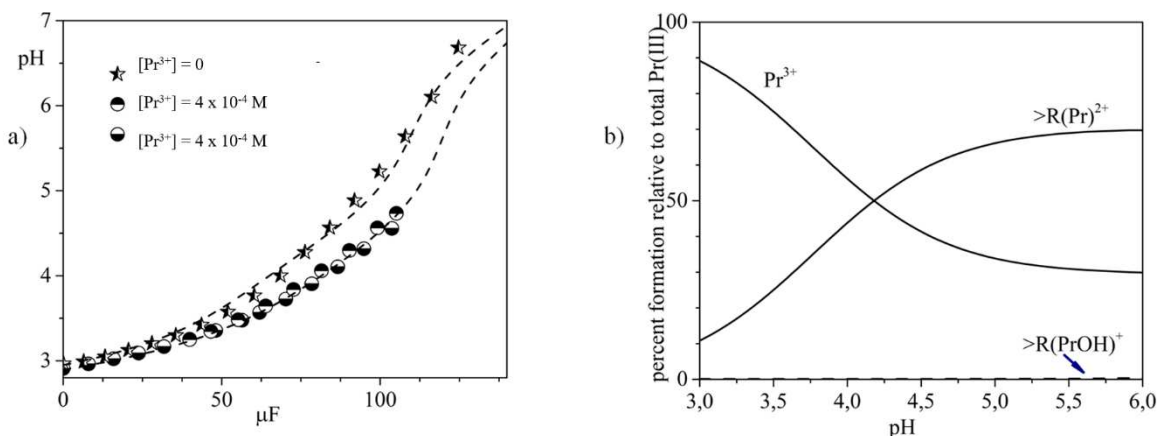 a)
pH
7
6
5
4
3
[Pr³⁺] = 0
[Pr³⁺] = 4 x 10⁻⁴ M
[Pr³⁺] = 4 x 10⁻⁴ M
0
50
100
µF
b)
percent formation relative to total Pr(III)
100
50
0
Pr³⁺
>R(Pr)²⁺
>R(PrOH)⁺
3,0
3,5
4,0
4,5
5,0
5,5
6,0
pH